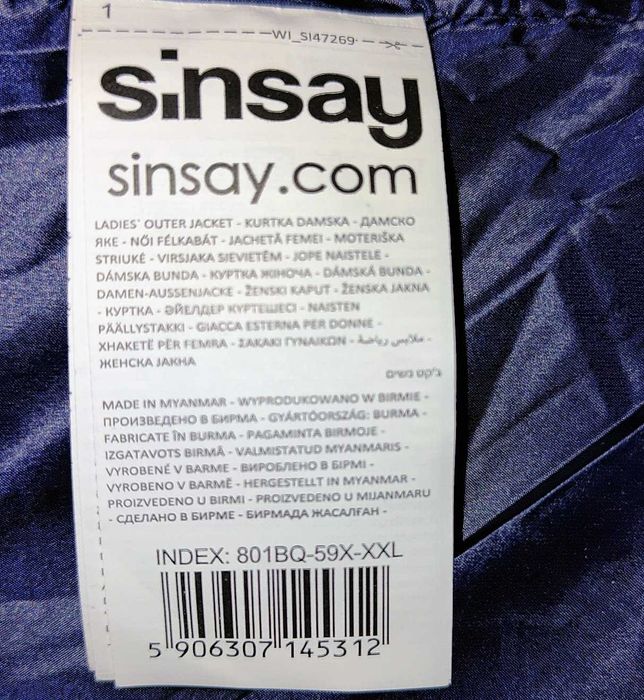 1
WI_SI47269
sinsay
sinsay.com
LADIES' OUTER JACKET - KURTKA DAMSKA - ДАМСКО
ЯКЕ - NŐI FÉLKABÁT - JACHETĂ FEMEI - MOTERIŠKA
STRIUKĖ - VIRSJAKA SIEVIETĒM - JOPE NAISTELE -
DÁMSKA BUNDA - КУРТКА ЖІНОЧА - DÁMSKÁ BUNDA -
DAMEN-AUSSENJACKE - ŽENSKI KAPUT - ŽENSKA JAKNA
- КУРТКА - ӘЙЕЛДЕР КҮРТЕШЕСІ - NAISTEN
PÄÄLLYSTAKKI - GIACCA ESTERNA PER DONNE -
XHAKETË PËR FEMRA - ΣΑΚΑΚΙ ΓΥΝΑΙΚΩΝ - ملابس رياضة -
ЖЕНСКА ЈАКНА
ג'קט נשים
MADE IN MYANMAR - WYPRODUKOWANO W BIRMIE -
ПРОИЗВЕДЕНО В БИРМА - GYÁRTÓORSZÁG: BURMA -
FABRICATE ÎN BURMA - PAGAMINTA BIRMOJE -
IZGATAVOTS BIRMĀ - VALMISTATUD MYANMARIS -
VYROBENÉ V BARME - ВИРОБЛЕНО В БІРМІ -
VYROBENO V BARMĚ - HERGESTELLT IN MYANMAR -
PROIZVEDENO U BIRMI - PROIZVEDENO U MIJANMARU
- СДЕЛАНО В БИРМЕ - БИРМАДА ЖАСАЛҒАН -
INDEX: 801BQ-59X-XXL
5 906307 145312